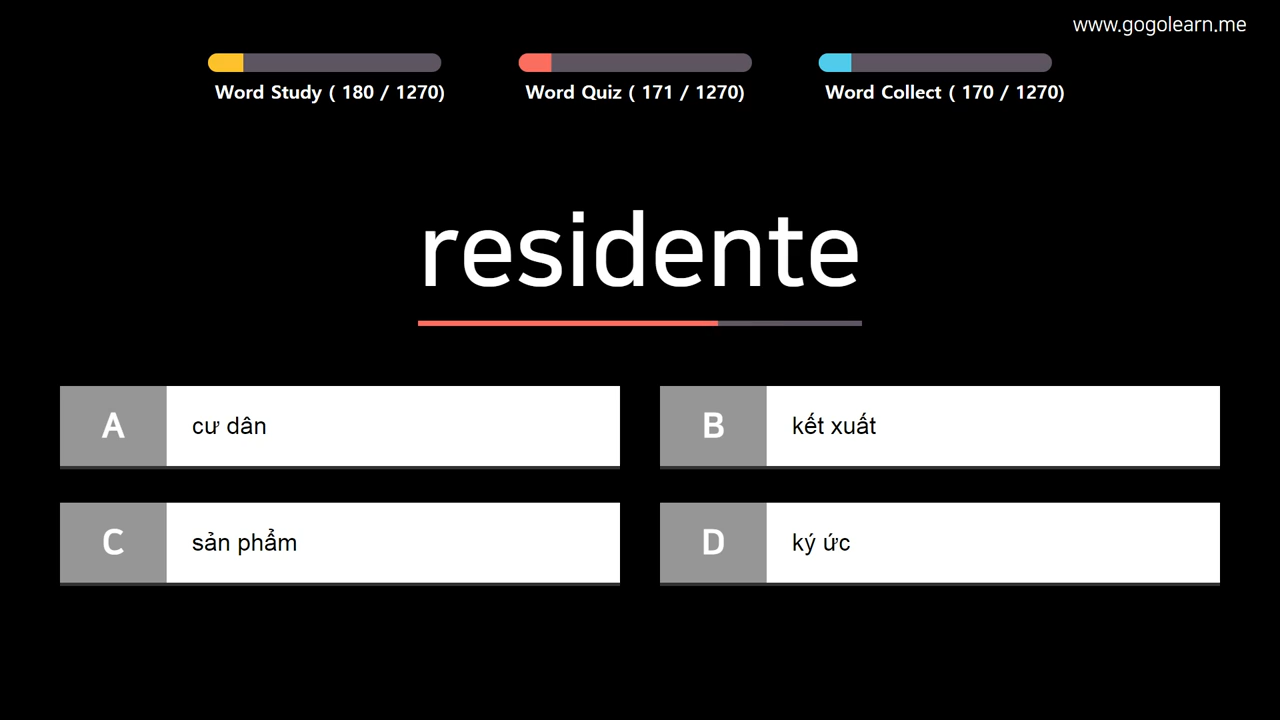 www.gogolearn.me
Word Study ( 180 / 1270)
Word Quiz ( 171 / 1270)
Word Collect ( 170 / 1270)
residente
A
cư dân
B
kết xuất
C
sản phẩm
D
ký ức